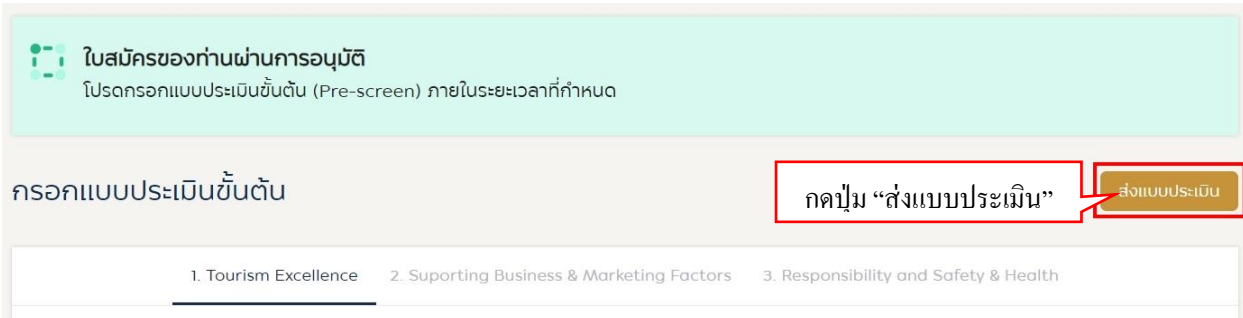 ใบสมัครของท่านผ่านการอนุมัติ
โปรดกรอกแบบประเมินขั้นต้น (Pre-screen) ภายในระยะเวลาที่กำหนด
กรอกแบบประเมินขั้นต้น
กดปุ่ม “ส่งแบบประเมิน”
ส่งแบบประเมิน
1. Tourism Excellence
2. Suporting Business & Marketing Factors
3. Responsibility and Safety & Health